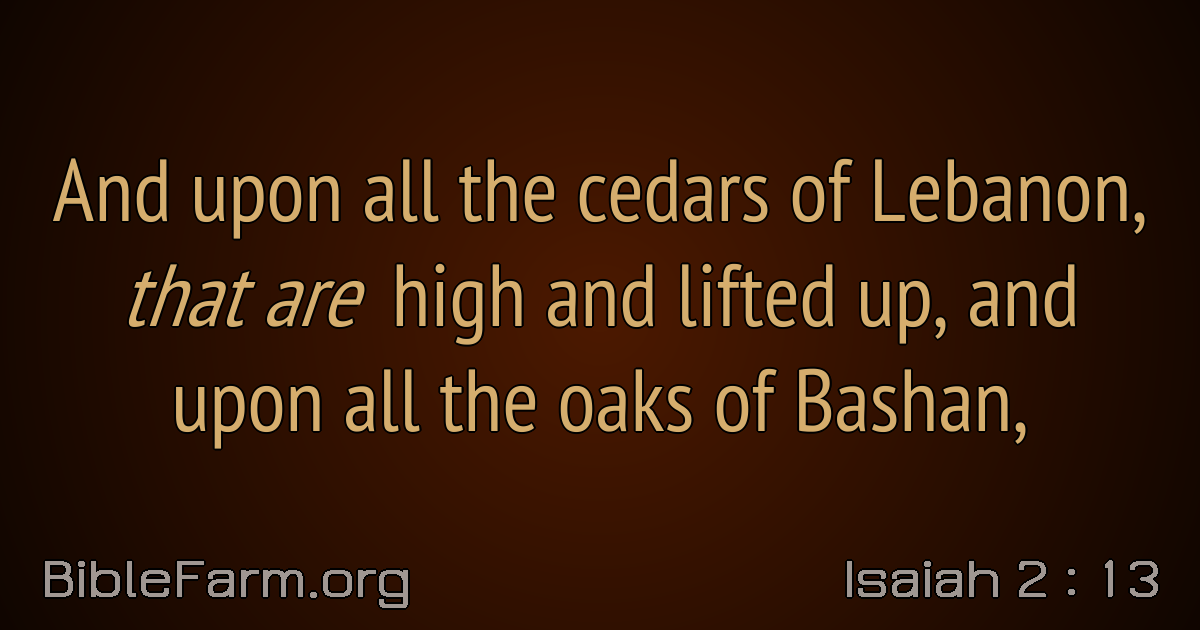 And upon all the cedars of Lebanon,
that are high and lifted up, and
upon all the oaks of Bashan,
BibleFarm.org
Isaiah 2 : 13